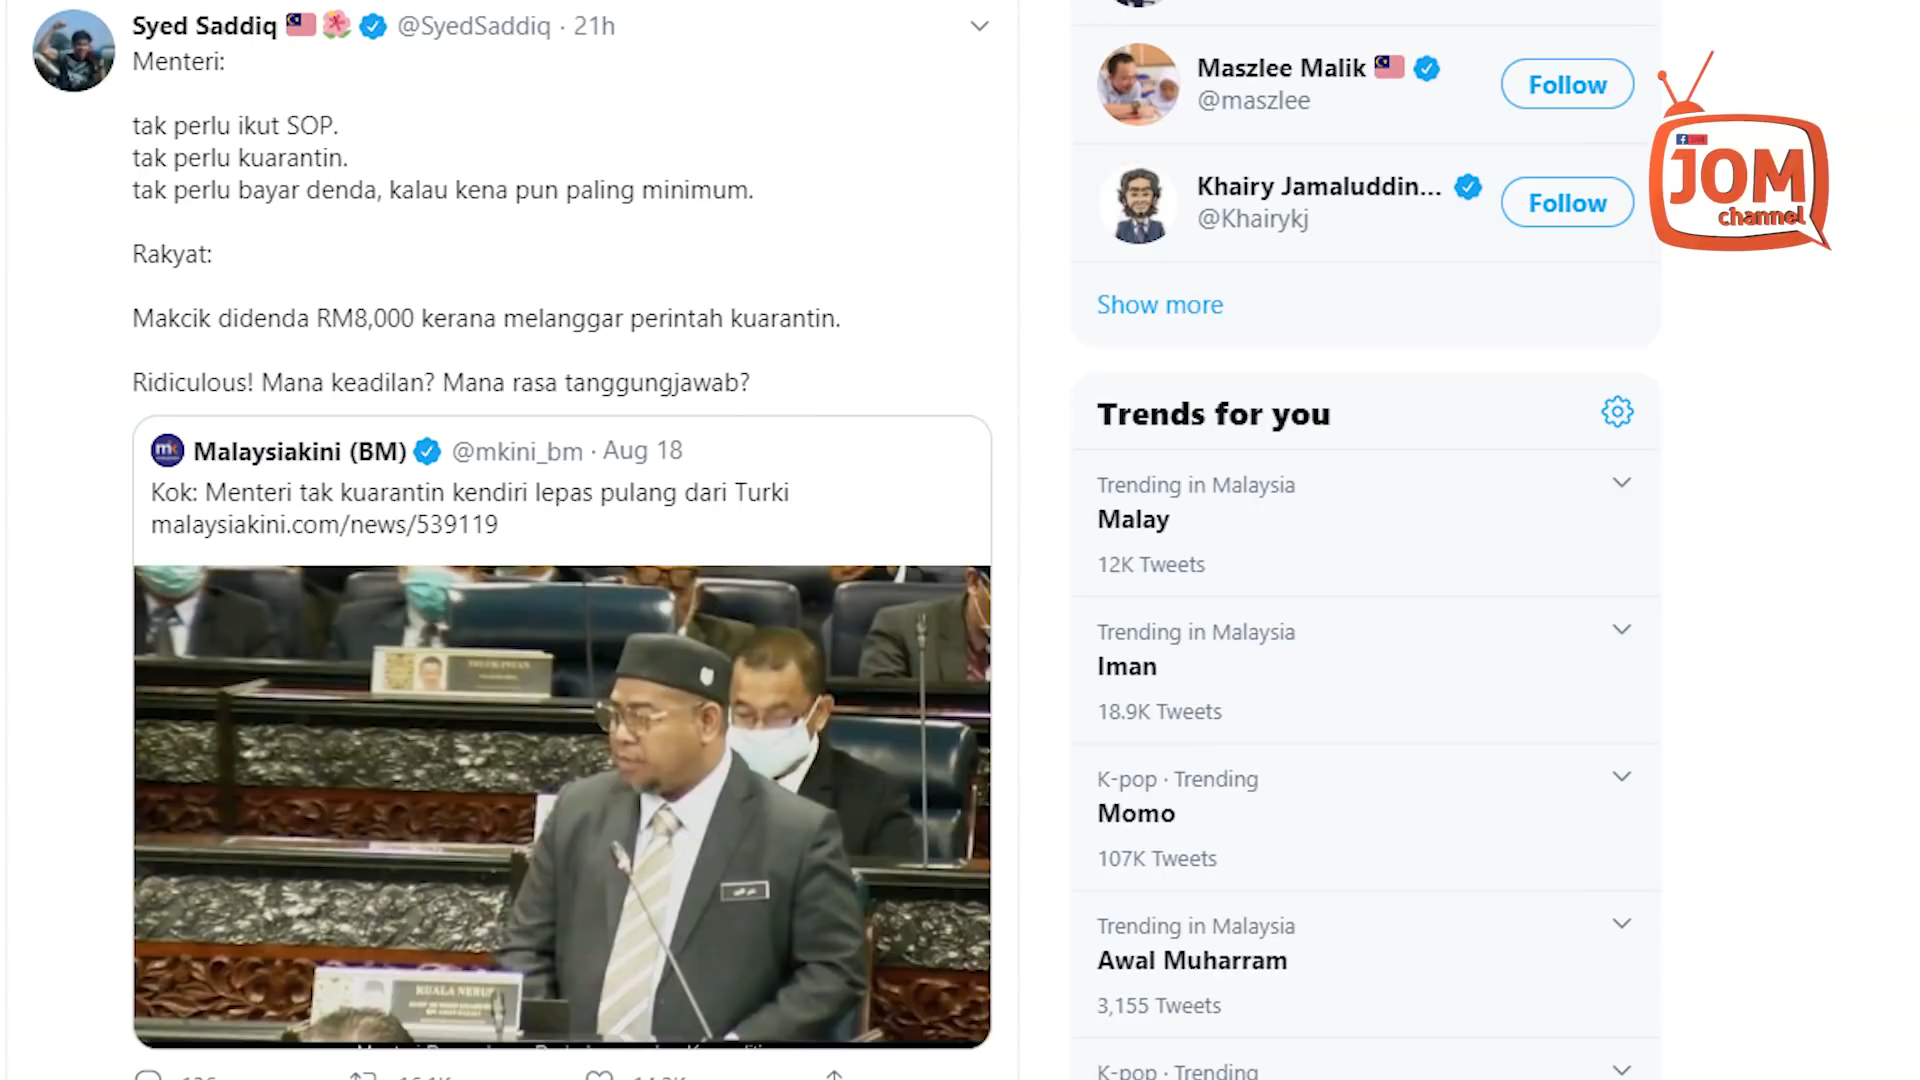 Syed Saddiq @SyedSaddiq · 21h
Menteri:
tak perlu ikut SOP.
tak perlu kuarantin.
tak perlu bayar denda, kalau kena pun paling minimum.
Rakyat:
Makcik didenda RM8,000 kerana melanggar perintah kuarantin.
Ridiculous! Mana keadilan? Mana rasa tanggungjawab?
Malaysiakini (BM) @mkini_bm · Aug 18
Kok: Menteri tak kuarantin kendiri lepas pulang dari Turki
malaysiakini.com/news/539119
KUALA NERUS
Maszlee Malik
@maszlee
Follow
Khairy Jamaluddin...
@Khairykj
Follow
Show more
Trends for you
Trending in Malaysia
Malay
12K Tweets
Trending in Malaysia
Iman
18.9K Tweets
K-pop · Trending
Momo
107K Tweets
Trending in Malaysia
Awal Muharram
3,155 Tweets
K-pop · Trending
JOM
channel